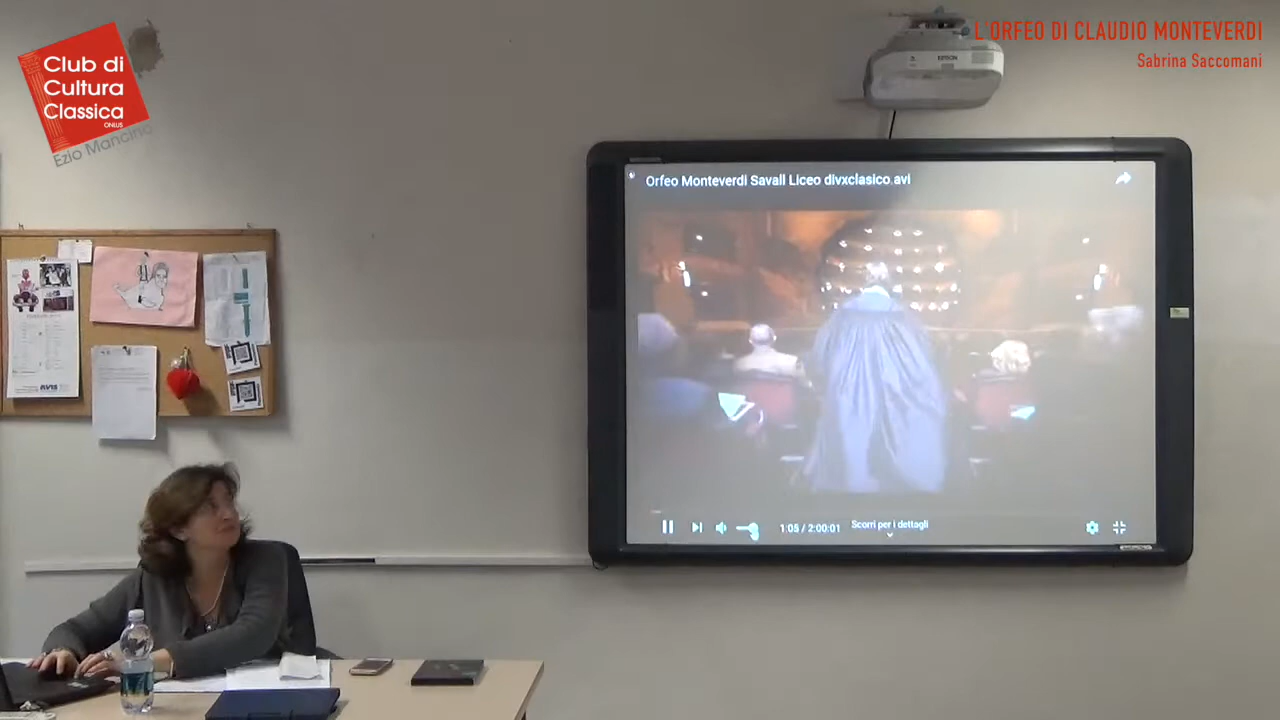 Club di
Cultura
Classica
ONLUS
Ezio Mancino
L'ORFEO DI CLAUDIO MONTEVERDI
Sabrina Saccomani
EPSON
Orfeo Monteverdi Savall Liceo divxclasico.avi
1:05 / 2:00:01
Scorri per i dettagli
AVIS